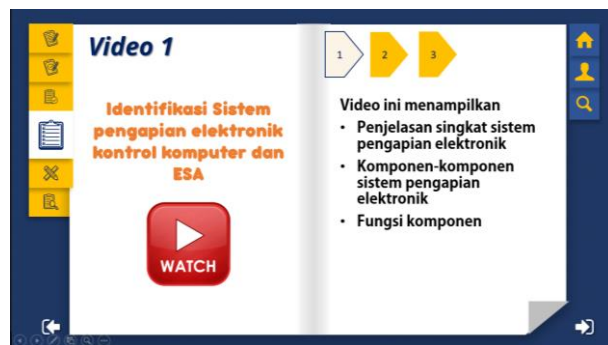 Video 1
Identifikasi Sistem
pengapian elektronik
kontrol komputer dan
ESA
WATCH
1 2 3
Video ini menampilkan
• Penjelasan singkat sistem
pengapian elektronik
• Komponen-komponen
sistem pengapian
elektronik
• Fungsi komponen